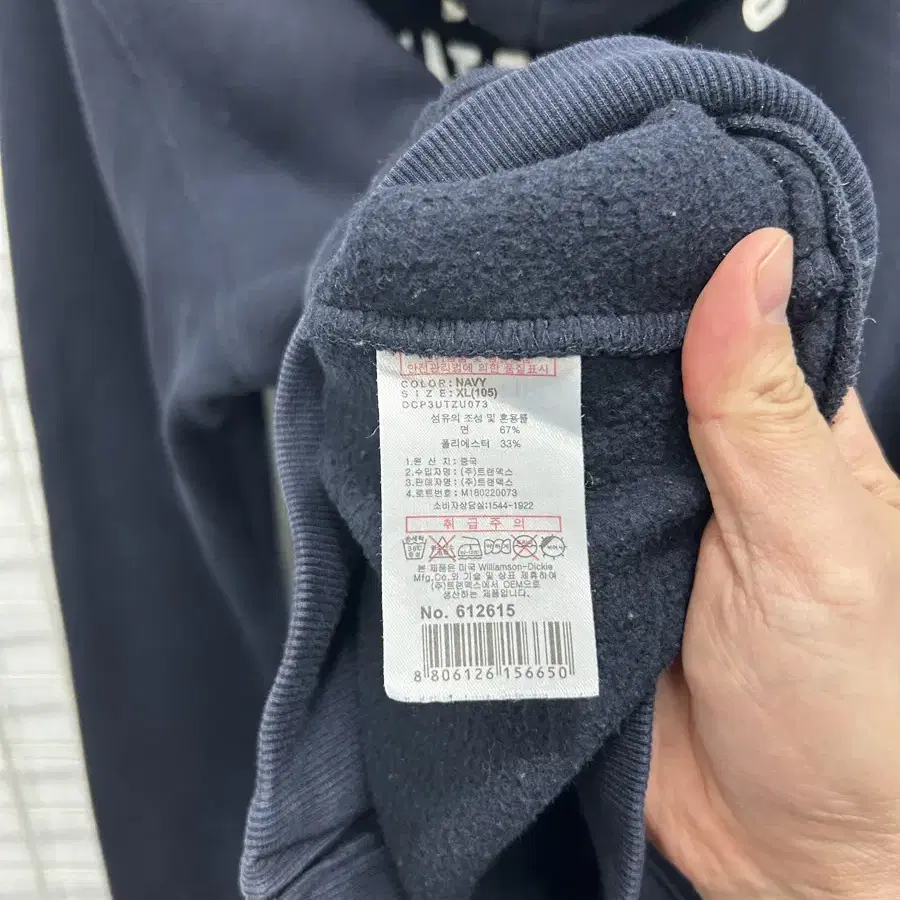 안전관리법에 의한 품질표시
COLOR: NAVY
SIZE: XL(105)
DCP3UTZU073
섬유의 조성 및 혼용률
면 67%
폴리에스터 33%
1.원 산 지: 중국
2.수입자명: (주)트랜맥스
3.판매자명: (주)트랜맥스
4.로트번호: M180220073
소비자상담실:1544-1922
취 급 주 의
본 제품은 미국 Williamson-Dickie
Mfg.Co.와 기술 및 상표 제휴하여
(주)트랜맥스에서 OEM으로
생산하는 제품입니다.
No. 612615
8 806126 156650